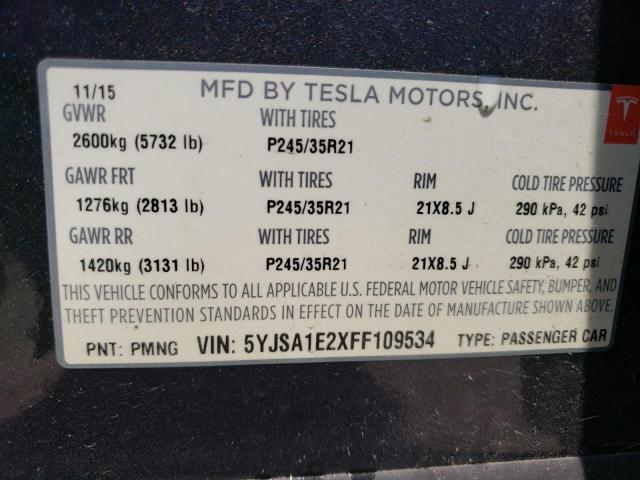 11/15 MFD BY TESLA MOTORS, INC.
GVWR WITH TIRES
2600kg (5732 lb) P245/35R21
TESLA
GAWR FRT WITH TIRES RIM COLD TIRE PRESSURE
1276kg (2813 lb) P245/35R21 21X8.5 J 290 kPa, 42 psi
GAWR RR WITH TIRES RIM COLD TIRE PRESSURE
1420kg (3131 lb) P245/35R21 21X8.5 J 290 kPa, 42 psi
THIS VEHICLE CONFORMS TO ALL APPLICABLE U.S. FEDERAL MOTOR VEHICLE SAFETY, BUMPER, AND
THEFT PREVENTION STANDARDS IN EFFECT ON THE DATE OF MANUFACTURE SHOWN ABOVE.
PNT: PMNG VIN: 5YJSA1E2XFF109534 TYPE: PASSENGER CAR